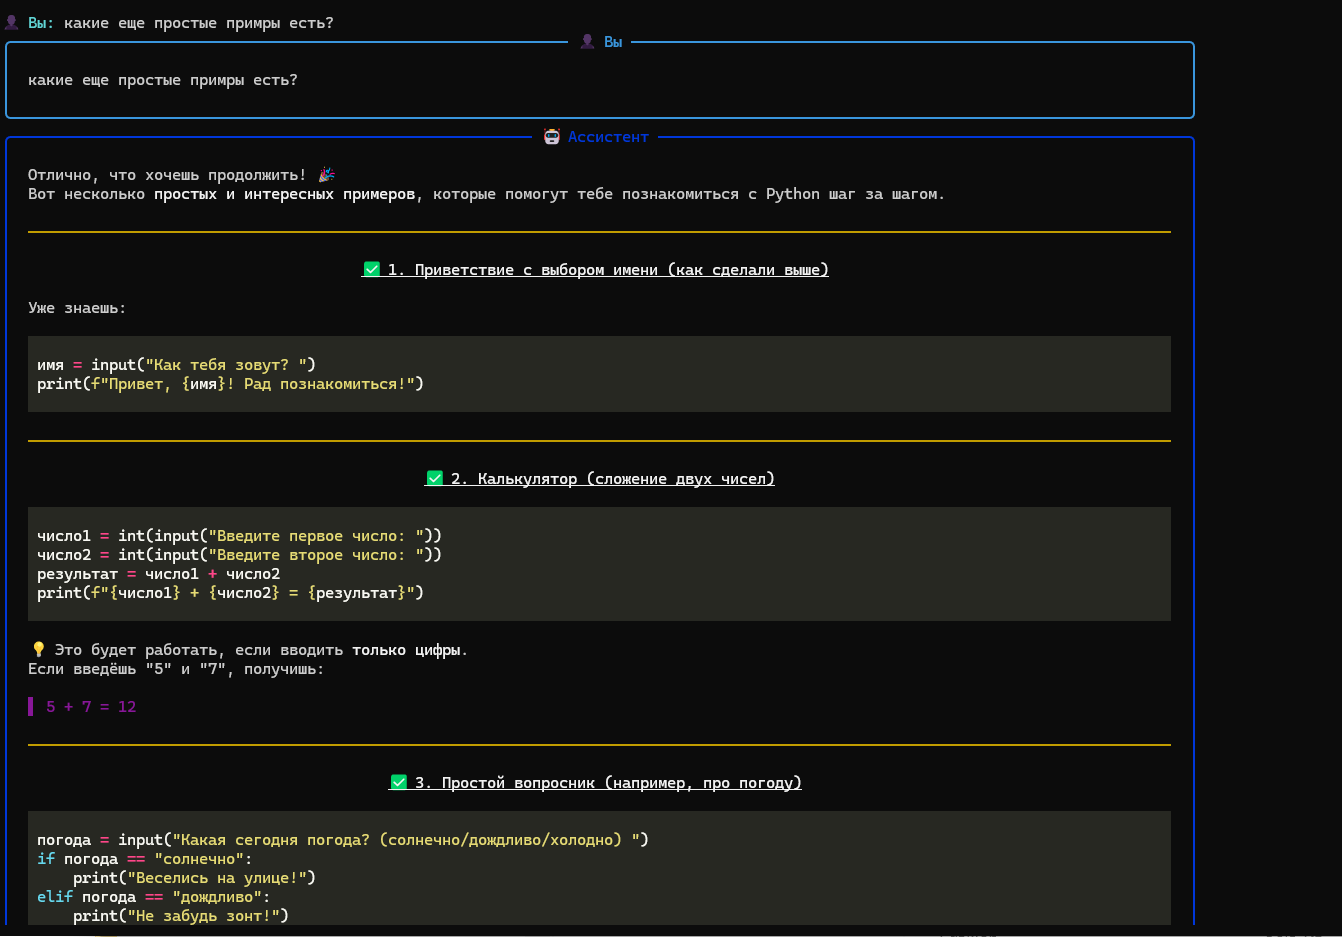 Вы: какие еще простые примры есть?
Вы
какие еще простые примры есть?
Ассистент
Отлично, что хочешь продолжить! 🎉
Вот несколько простых и интересных примеров, которые помогут тебе познакомиться с Python шаг за шагом.
✅ 1. Приветствие с выбором имени (как сделали выше)
Уже знаешь:
имя = input("Как тебя зовут? ")
print(f"Привет, {имя}! Рад познакомиться!")
✅ 2. Калькулятор (сложение двух чисел)
число1 = int(input("Введите первое число: "))
число2 = int(input("Введите второе число: "))
результат = число1 + число2
print(f"{число1} + {число2} = {результат}")
💡 Это будет работать, если вводить только цифры.
Если введёшь "5" и "7", получишь:
5 + 7 = 12
✅ 3. Простой вопросник (например, про погоду)
погода = input("Какая сегодня погода? (солнечно/дождливо/холодно) ")
if погода == "солнечно":
    print("Веселись на улице!")
elif погода == "дождливо":
    print("Не забудь зонт!")